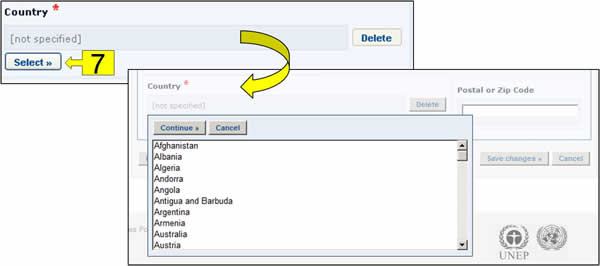 Country *
[not specified]
Delete
Select »
7
Country *
[not specified]
Delete
Postal or Zip Code
Continue »
Cancel
Afghanistan
Albania
Algeria
Andorra
Angola
Antigua and Barbuda
Argentina
Armenia
Australia
Austria
Save changes »
Cancel
UNEP